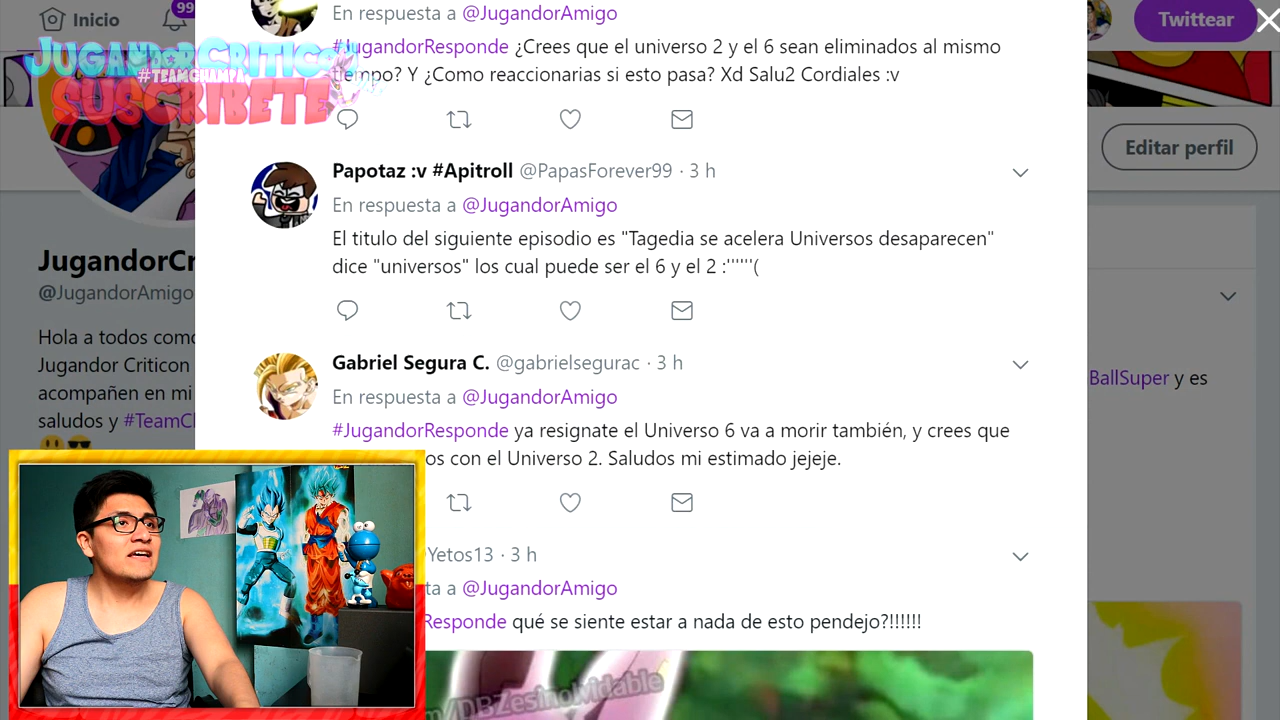 Inicio
99
Twittear
En respuesta a @JugandorAmigo
#JugandorResponde ¿Crees que el universo 2 y el 6 sean eliminados al mismo
tiempo? Y ¿Como reaccionarias si esto pasa? Xd Salu2 Cordiales :v
JUGANDORCRITICO
#TEAMCHAMPA
SUSCRIBETE
Editar perfil
Papotaz :v #Apitroll @PapasForever99 · 3 h
En respuesta a @JugandorAmigo
El titulo del siguiente episodio es "Tagedia se acelera Universos desaparecen"
dice "universos" los cual puede ser el 6 y el 2 :''''''(
JugandorCr
@JugandorAmigo
Hola a todos como
Jugandor Criticon
acompañen en mi
saludos y #TeamCh
BallSuper y es
Gabriel Segura C. @gabrielsegurac · 3 h
En respuesta a @JugandorAmigo
#JugandorResponde ya resignate el Universo 6 va a morir también, y crees que
os con el Universo 2. Saludos mi estimado jejeje.
Yetos13 · 3 h
ta a @JugandorAmigo
Responde qué se siente estar a nada de esto pendejo?!!!!!!
m/DBZesinolvidable